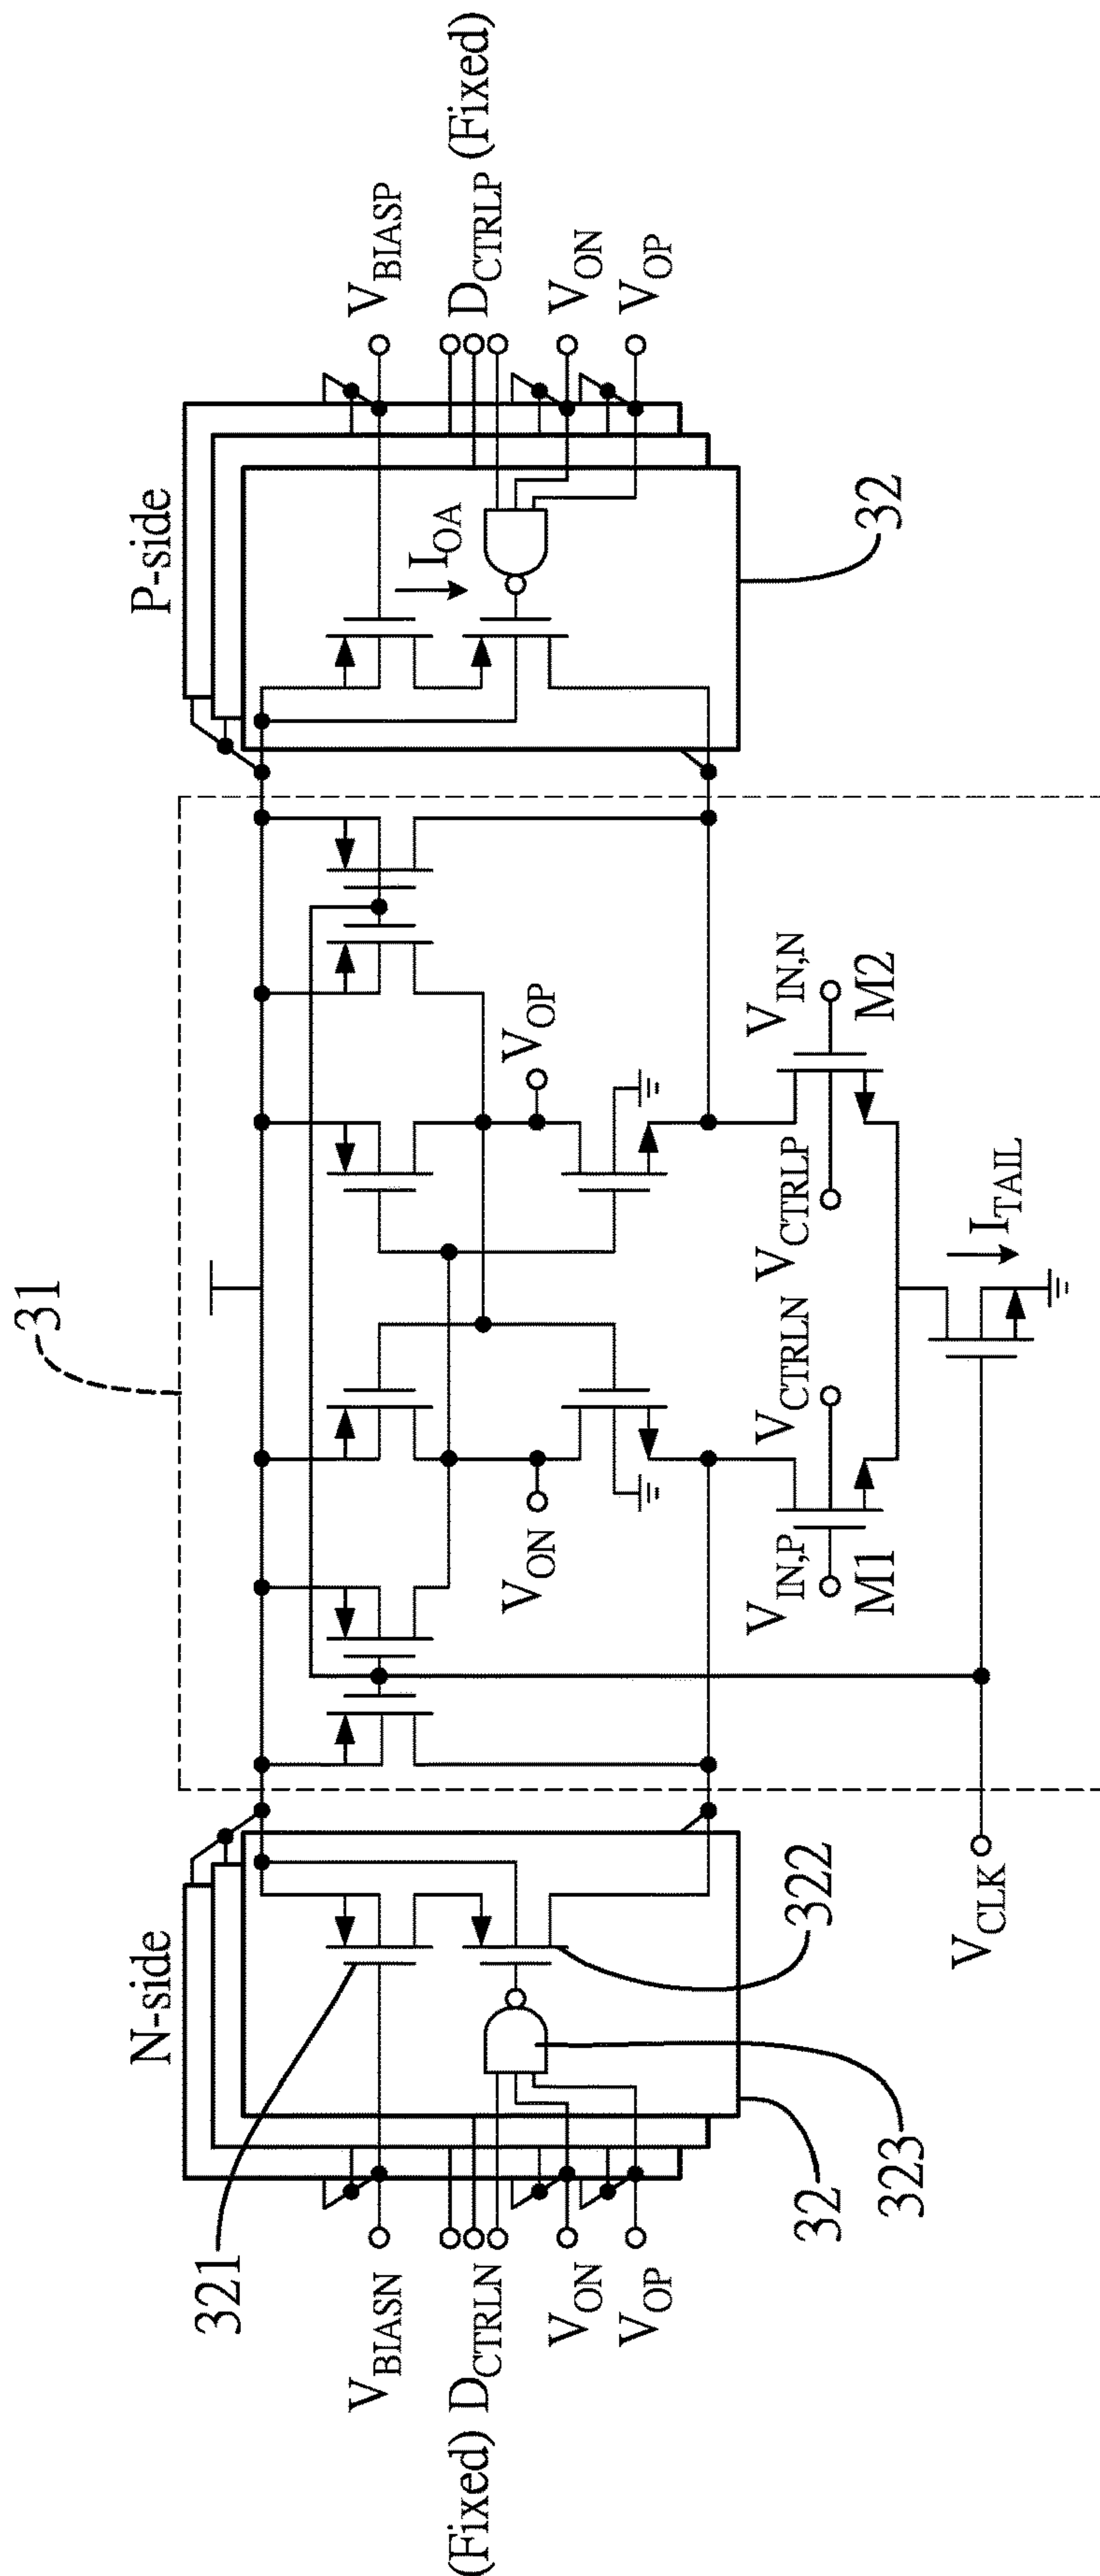 31
N-side
P-side
321
V_BIASN
(Fixed) D_CTRLN
V_ON
V_OP
32
323
322
V_CLK
V_ON
V_OP
V_IN,P
M1
V_CTRLN
V_CTRLP
V_IN,N
M2
I_TAIL
I_OA
V_BIASP
D_CTRLP (Fixed)
V_ON
V_OP
32